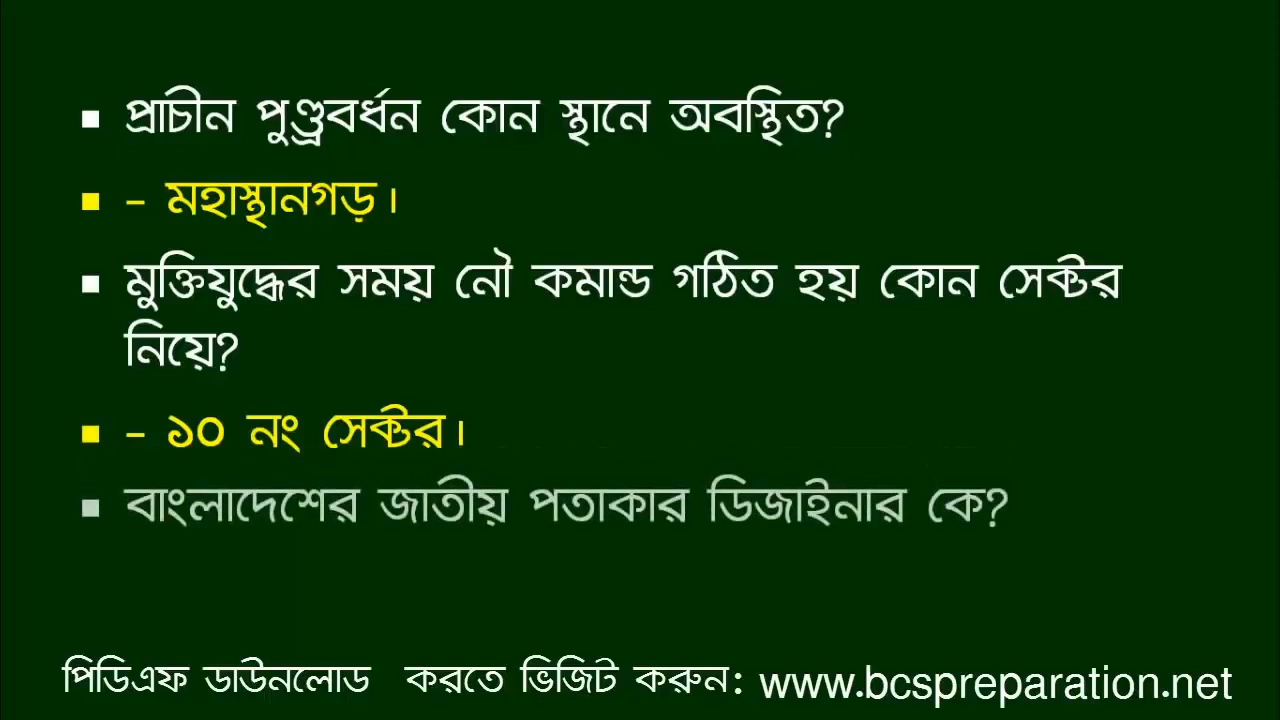 ▪ প্রাচীন পুণ্ড্রবর্ধন কোন স্থানে অবস্থিত?
▪ – মহাস্থানগড়।
▪ মুক্তিযুদ্ধের সময় নৌ কমান্ড গঠিত হয় কোন সেক্টর
নিয়ে?
▪ – ১০ নং সেক্টর।
▪ বাংলাদেশের জাতীয় পতাকার ডিজাইনার কে?
পিডিএফ ডাউনলোড করতে ভিজিট করুন: www.bcspreparation.net